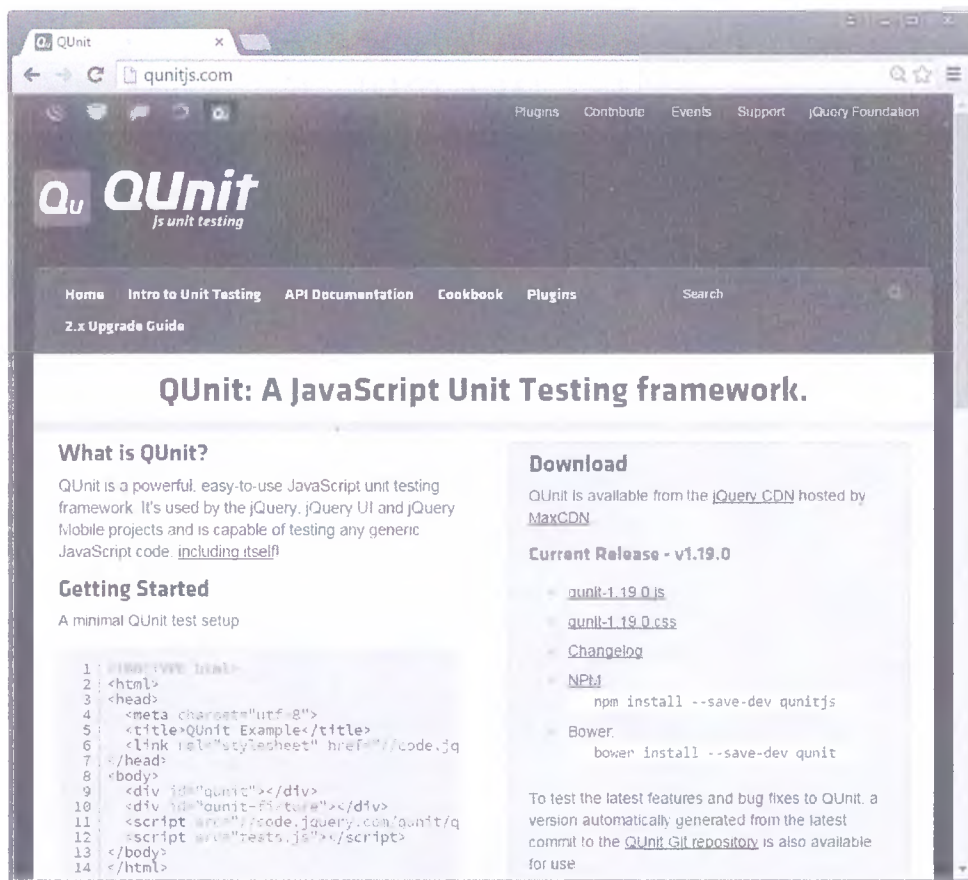 QUnit
qunitjs.com
Plugins Contribute Events Support jQuery Foundation
Qu QUnit
js unit testing
Home Intro to Unit Testing API Documentation Cookbook Plugins Search
2.x Upgrade Guide
QUnit: A JavaScript Unit Testing framework.
What is QUnit?
QUnit is a powerful, easy-to-use JavaScript unit testing
framework. It's used by the jQuery, jQuery UI and jQuery
Mobile projects and is capable of testing any generic
JavaScript code, including itself!
Getting Started
A minimal QUnit test setup
1 <!DOCTYPE html>
2 <html>
3 <head>
4 <meta charset="utf-8">
5 <title>QUnit Example</title>
6 <link rel="stylesheet" href="//code.jq
7 </head>
8 <body>
9 <div id="qunit"></div>
10 <div id="qunit-fixture"></div>
11 <script src="//code.jquery.com/qunit/q
12 <script src="tests.js"></script>
13 </body>
14 </html>
Download
QUnit is available from the jQuery CDN hosted by
MaxCDN
Current Release - v1.19.0
qunit-1.19.0.js
qunit-1.19.0.css
Changelog
NPM
npm install --save-dev qunitjs
Bower:
bower install --save-dev qunit
To test the latest features and bug fixes to QUnit, a
version automatically generated from the latest
commit to the QUnit Git repository is also available
for use